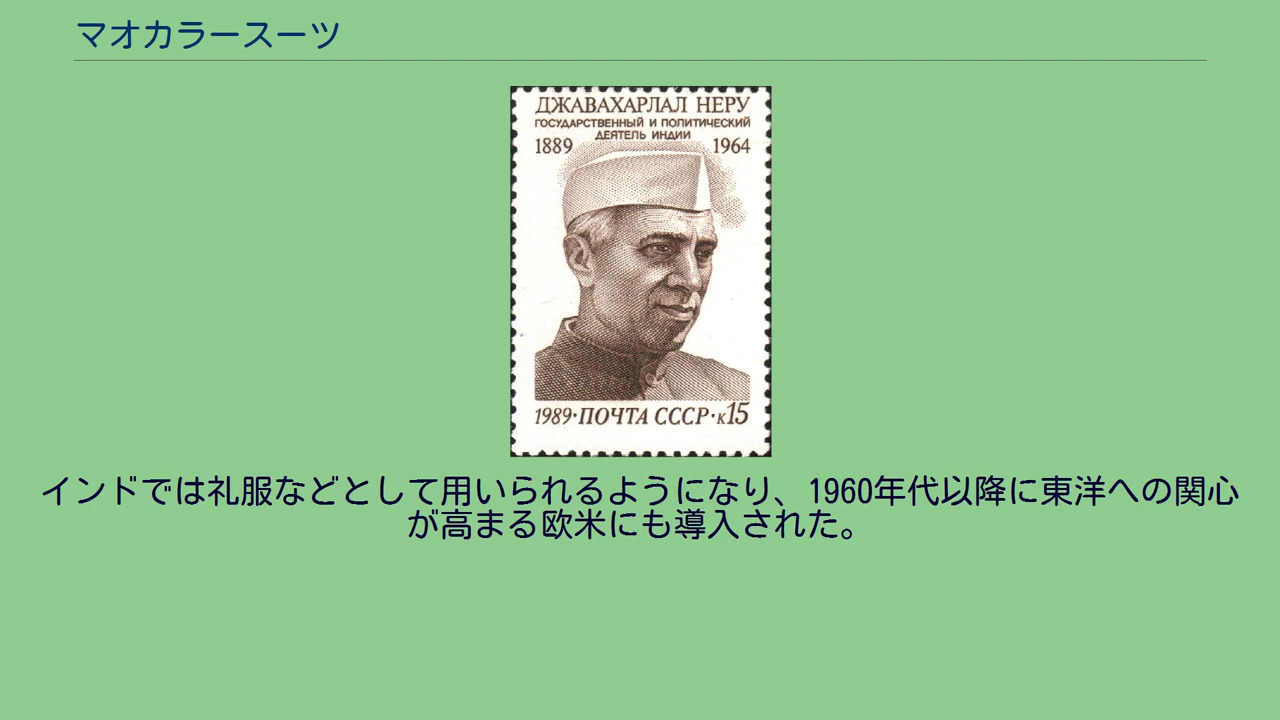 マオカラースーツ
ДЖАВАХАРЛАЛ НЕРУ
ГОСУДАРСТВЕННЫЙ И ПОЛИТИЧЕСКИЙ
ДЕЯТЕЛЬ ИНДИИ
1889 1964
1989·ПОЧТА СССР·к15
インドでは礼服などとして用いられるようになり、1960年代以降に東洋への関心
が高まる欧米にも導入された。